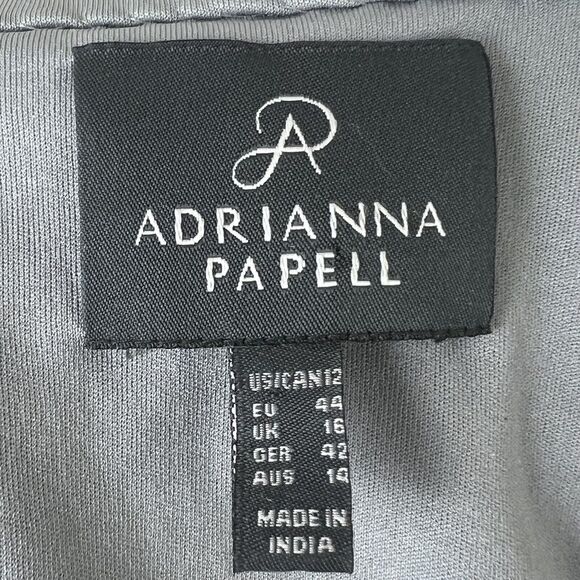 ADRIANNA
PAPELL
US/CAN12
EU 44
UK 16
GER 42
AUS 14
MADE IN
INDIA